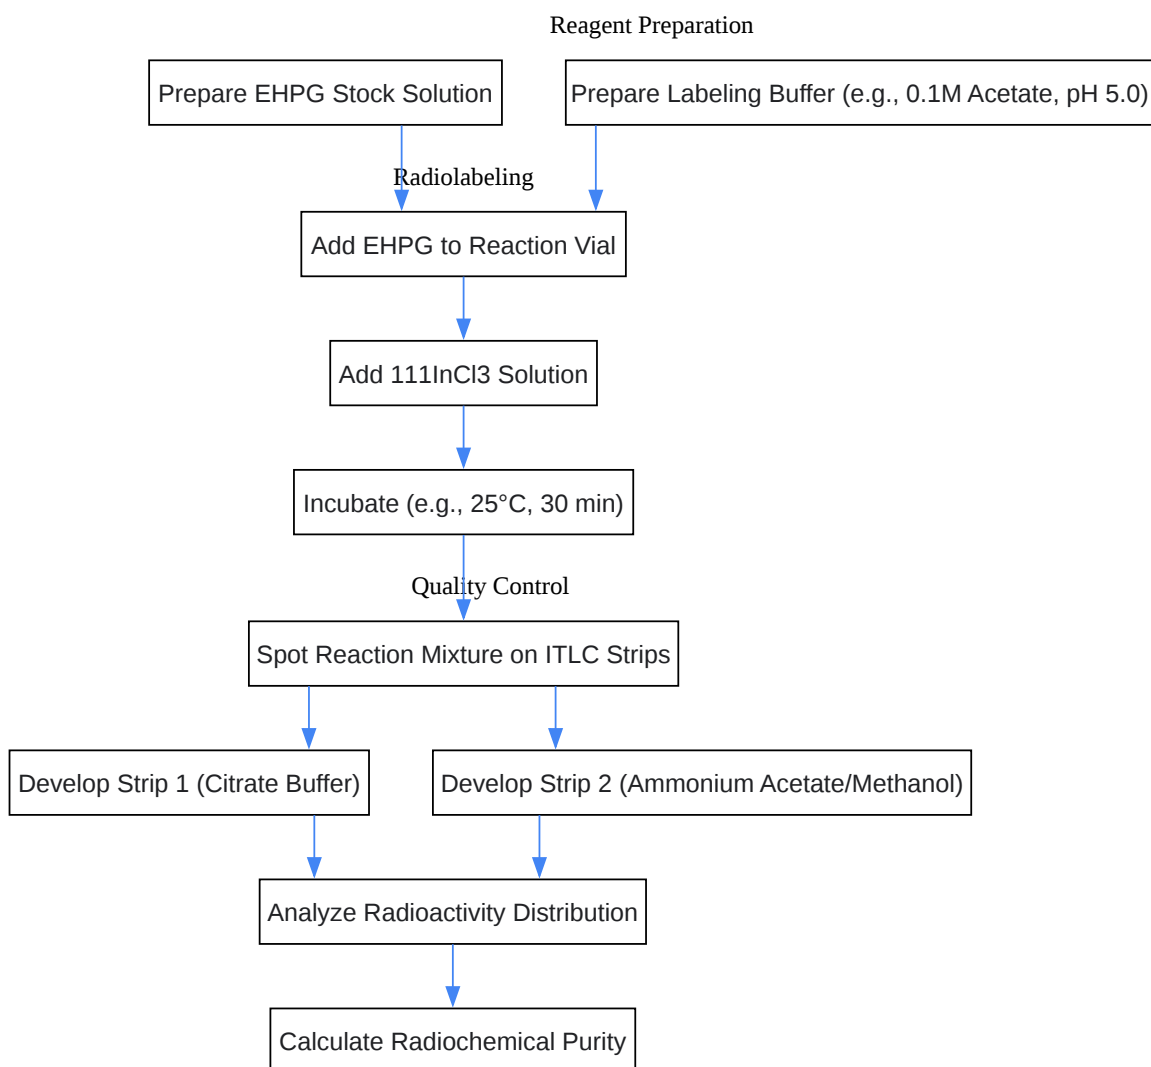 Reagent Preparation
Prepare EHPG Stock Solution
Prepare Labeling Buffer (e.g., 0.1M Acetate, pH 5.0)
Radiolabeling
Add EHPG to Reaction Vial
Add 111InCl3 Solution
Incubate (e.g., 25°C, 30 min)
Quality Control
Spot Reaction Mixture on ITLC Strips
Develop Strip 1 (Citrate Buffer)
Develop Strip 2 (Ammonium Acetate/Methanol)
Analyze Radioactivity Distribution
Calculate Radiochemical Purity